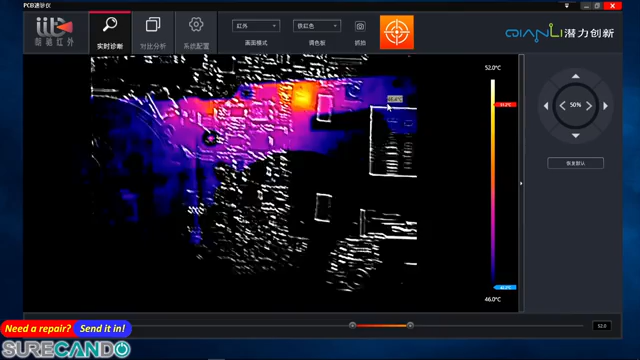 PCB速诊仪
iit
朗驰红外
实时诊断
对比分析
系统配置
红外
画面模式
铁红色
调色板
抓拍
QIANLI潜力创新
52.0°C
46.0°C
50%
恢复默认
52.0
Need a repair? Send it in!
SURECANDO